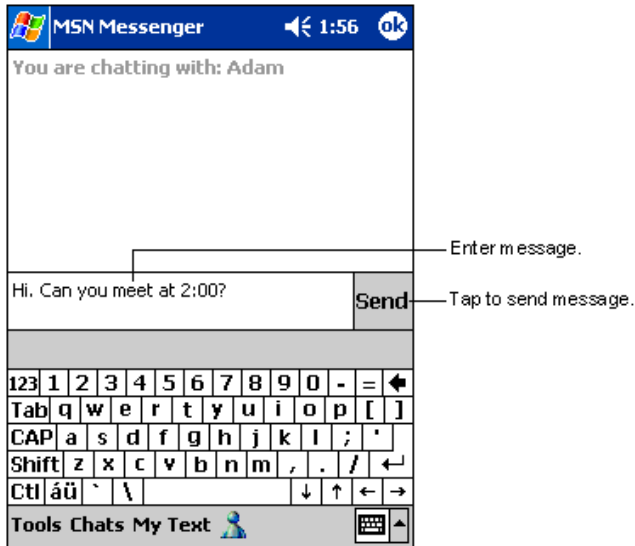 MSN Messenger 1:56 ok
You are chatting with: Adam
Enter message.
Hi. Can you meet at 2:00?
Send
Tap to send message.
123 1 2 3 4 5 6 7 8 9 0 - = 🡄
Tab q w e r t y u i o p [ ]
CAP a s d f g h j k l ; '
Shift z x c v b n m , . / ↵
Ctl áü ` \ ↓ ↑ ← →
Tools Chats My Text